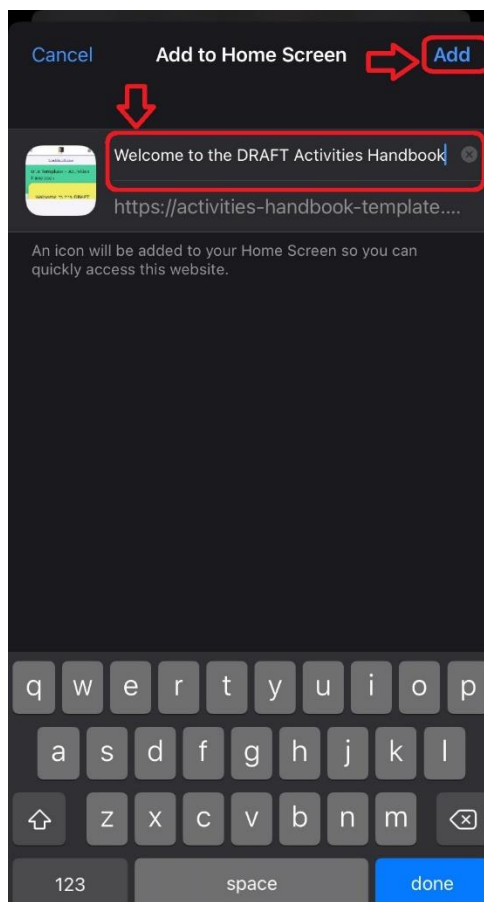 Cancel Add to Home Screen Add
Welcome to the DRAFT Activities Handbook
https://activities-handbook-template....
An icon will be added to your Home Screen so you can
quickly access this website.
q w e r t y u i o p
a s d f g h j k l
z x c v b n m
123 space done